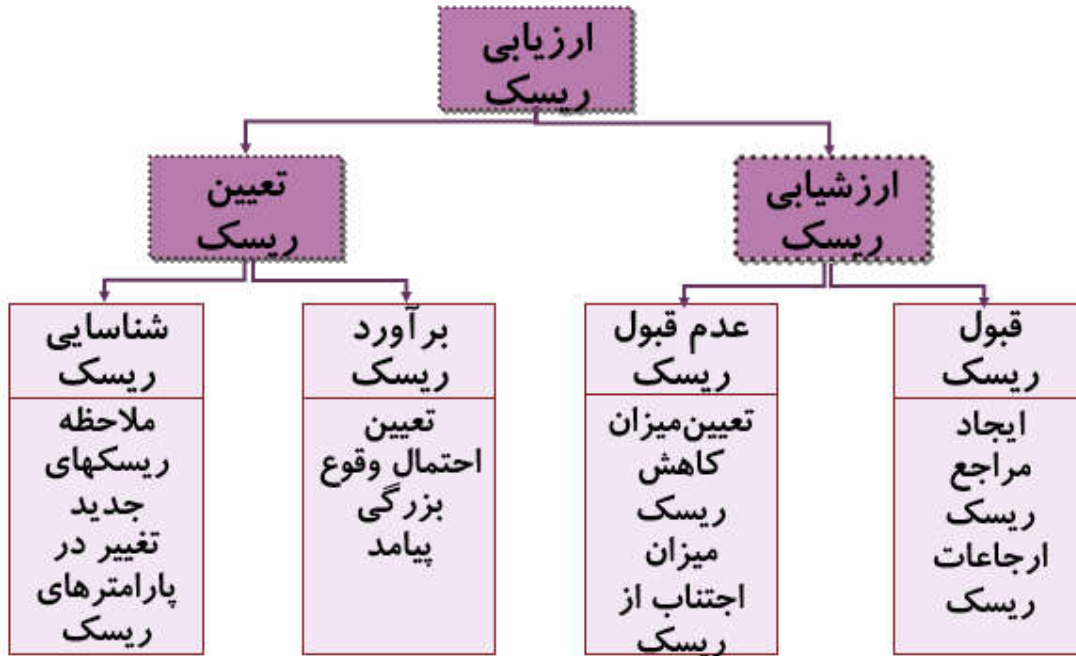 ارزیابی
ریسک
ارزشیابی
ریسک
تعیین
ریسک
قبول
ریسک
ایجاد
مراجع
ریسک
ارجاعات
ریسک
عدم قبول
ریسک
تعیین‌میزان
کاهش
ریسک
میزان
اجتناب از
ریسک
برآورد
ریسک
تعیین
احتمال وقوع
بزرگی
پیامد
شناسایی
ریسک
ملاحظه
ریسکهای
جدید
تغییر در
پارامترهای
ریسک